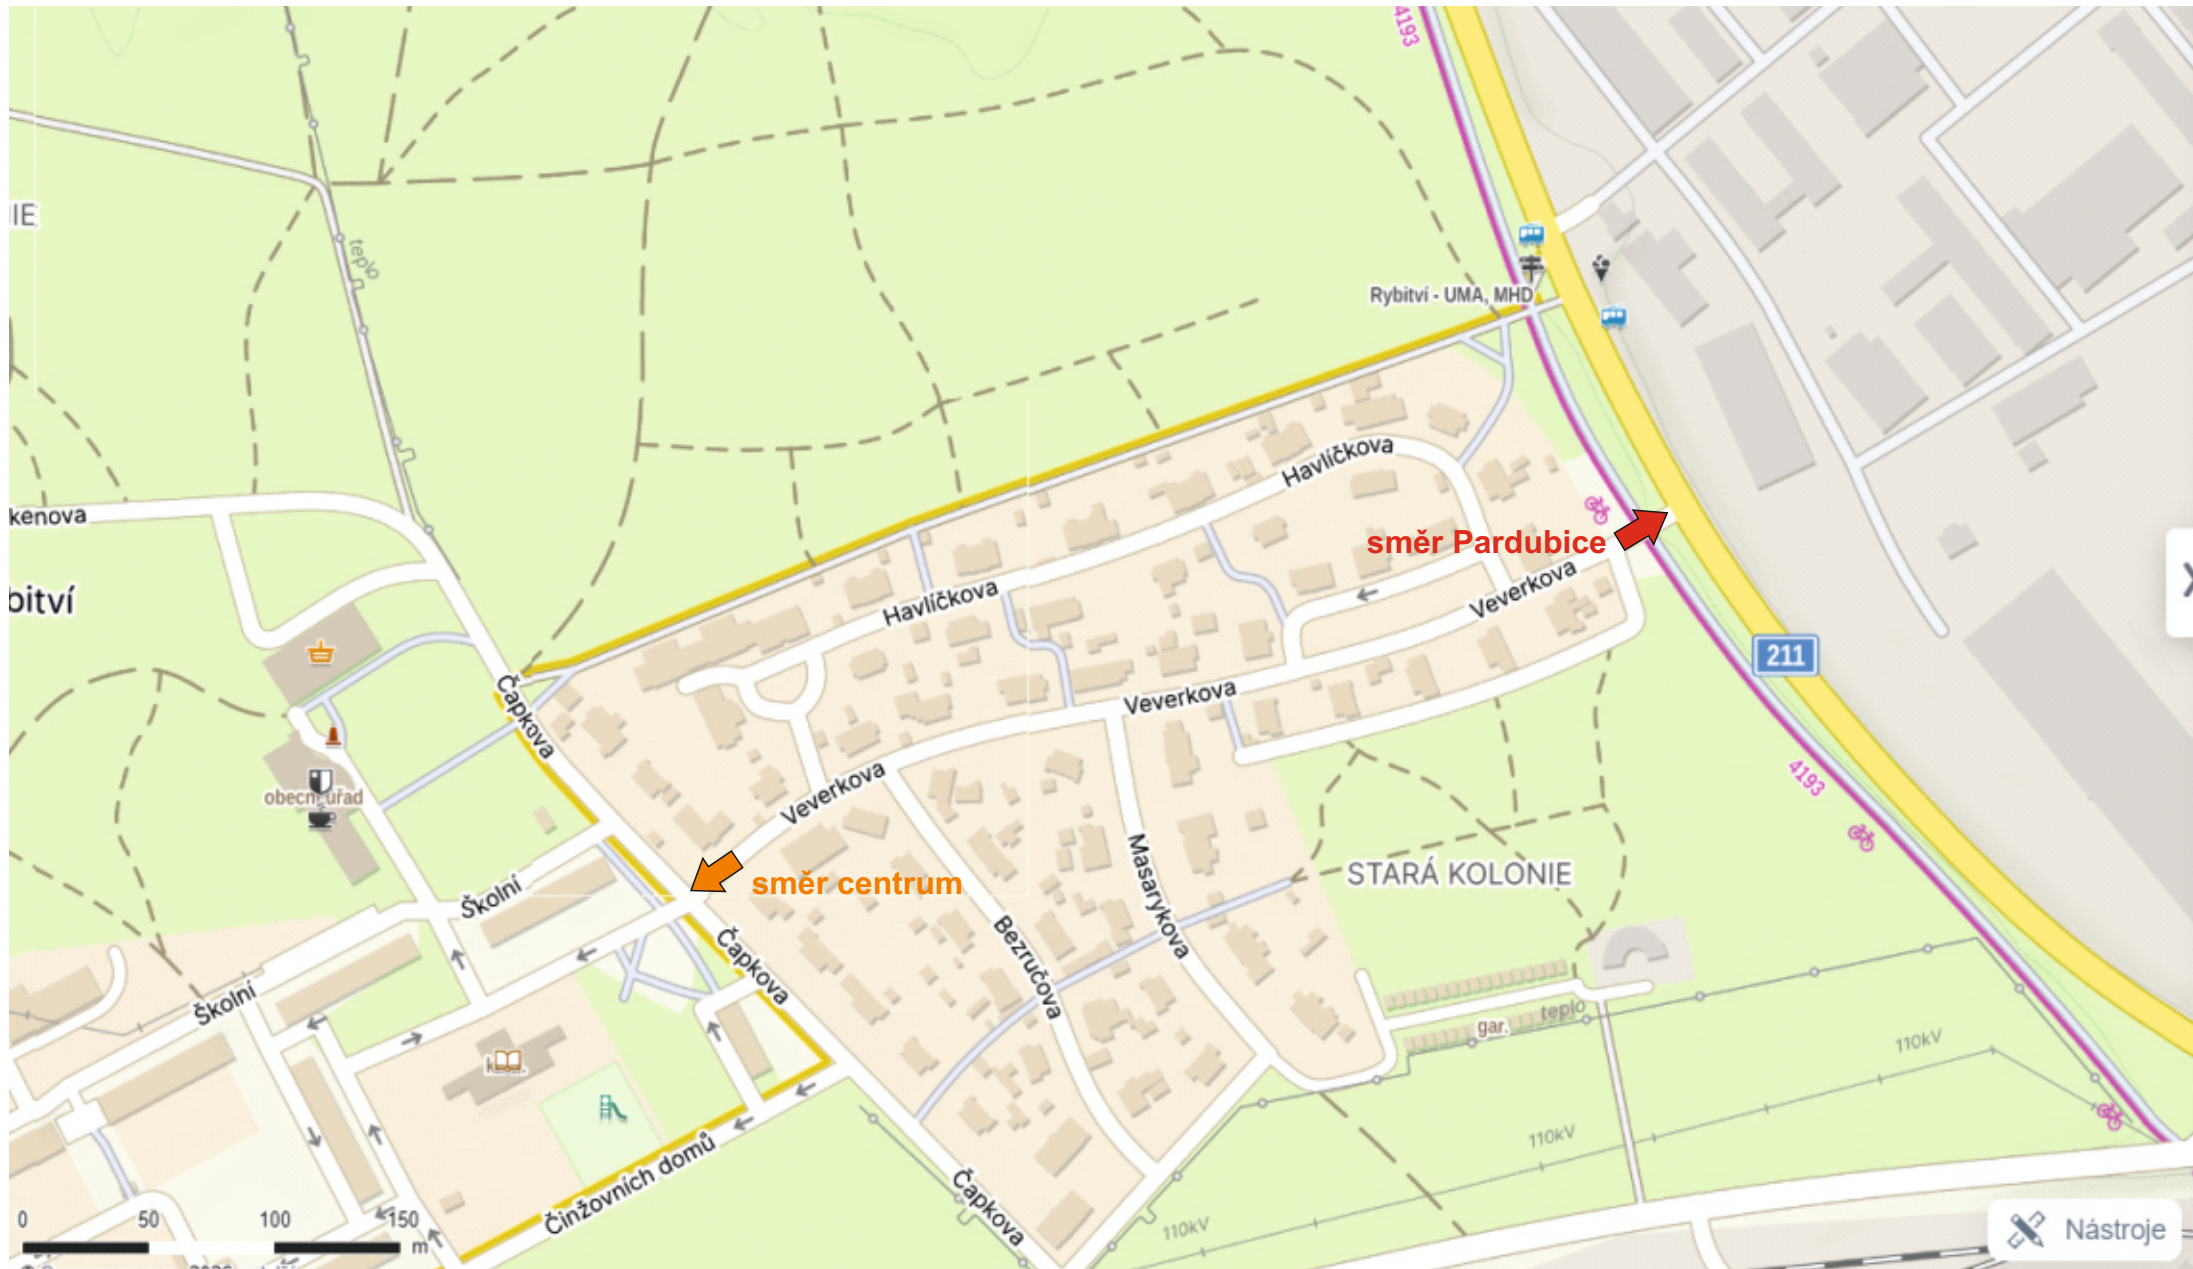 4193
IE
teplo
Rybitví - UMA, MHD
Havlíčkova
kenova
směr Pardubice
bitví
Havlíčkova
Veverkova
211
Čapkova
Veverkova
Veverkova
4193
obecní úřad
Masarykova
směr centrum
STARÁ KOLONIE
Školní
Čapkova
Bezručova
Školní
teplo
gar.
110kV
110kV
Činžovních domů
Čapkova
110kV
0 50 100 150
m
Nástroje